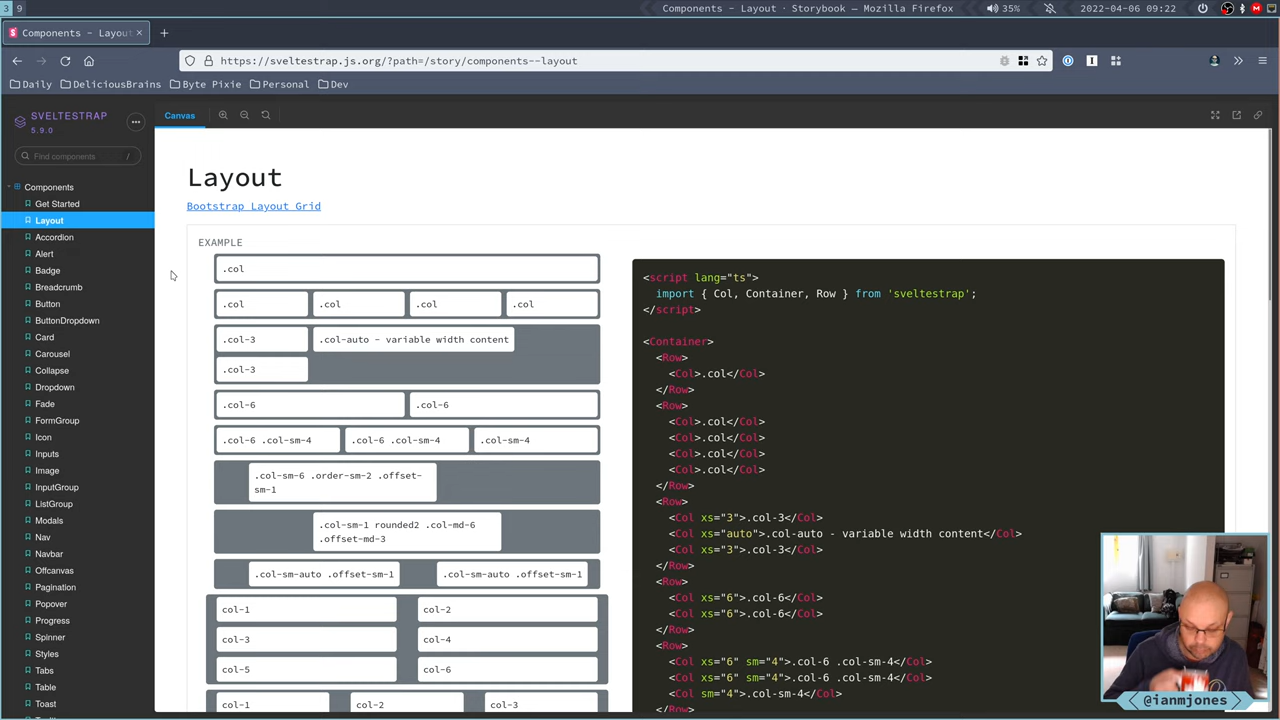 3 9 Components - Layout · Storybook — Mozilla Firefox 35% 2022-04-06 09:22
Components - Layout
https://sveltestrap.js.org/?path=/story/components--layout
Daily DeliciousBrains Byte Pixie Personal Dev
SVELTESTRAP
5.9.0
Find components /
Components
Get Started
Layout
Accordion
Alert
Badge
Breadcrumb
Button
ButtonDropdown
Card
Carousel
Collapse
Dropdown
Fade
FormGroup
Icon
Inputs
Image
InputGroup
ListGroup
Modals
Nav
Navbar
Offcanvas
Pagination
Popover
Progress
Spinner
Styles
Tabs
Table
Toast
Canvas
Layout
Bootstrap Layout Grid
EXAMPLE
.col
.col .col .col .col
.col-3 .col-auto - variable width content
.col-3
.col-6 .col-6
.col-6 .col-sm-4 .col-6 .col-sm-4 .col-sm-4
.col-sm-6 .order-sm-2 .offset-
sm-1
.col-sm-1 rounded2 .col-md-6
.offset-md-3
.col-sm-auto .offset-sm-1 .col-sm-auto .offset-sm-1
col-1 col-2
col-3 col-4
col-5 col-6
col-1 col-2 col-3
<script lang="ts">
import { Col, Container, Row } from 'sveltestrap';
</script>
<Container>
<Row>
<Col>.col</Col>
</Row>
<Row>
<Col>.col</Col>
<Col>.col</Col>
<Col>.col</Col>
<Col>.col</Col>
</Row>
<Row>
<Col xs="3">.col-3</Col>
<Col xs="auto">.col-auto - variable width content</Col>
<Col xs="3">.col-3</Col>
</Row>
<Row>
<Col xs="6">.col-6</Col>
<Col xs="6">.col-6</Col>
</Row>
<Row>
<Col xs="6" sm="4">.col-6 .col-sm-4</Col>
<Col xs="6" sm="4">.col-6 .col-sm-4</Col>
<Col sm="4">.col-sm-4</Col>
</Row>
@ianmjones